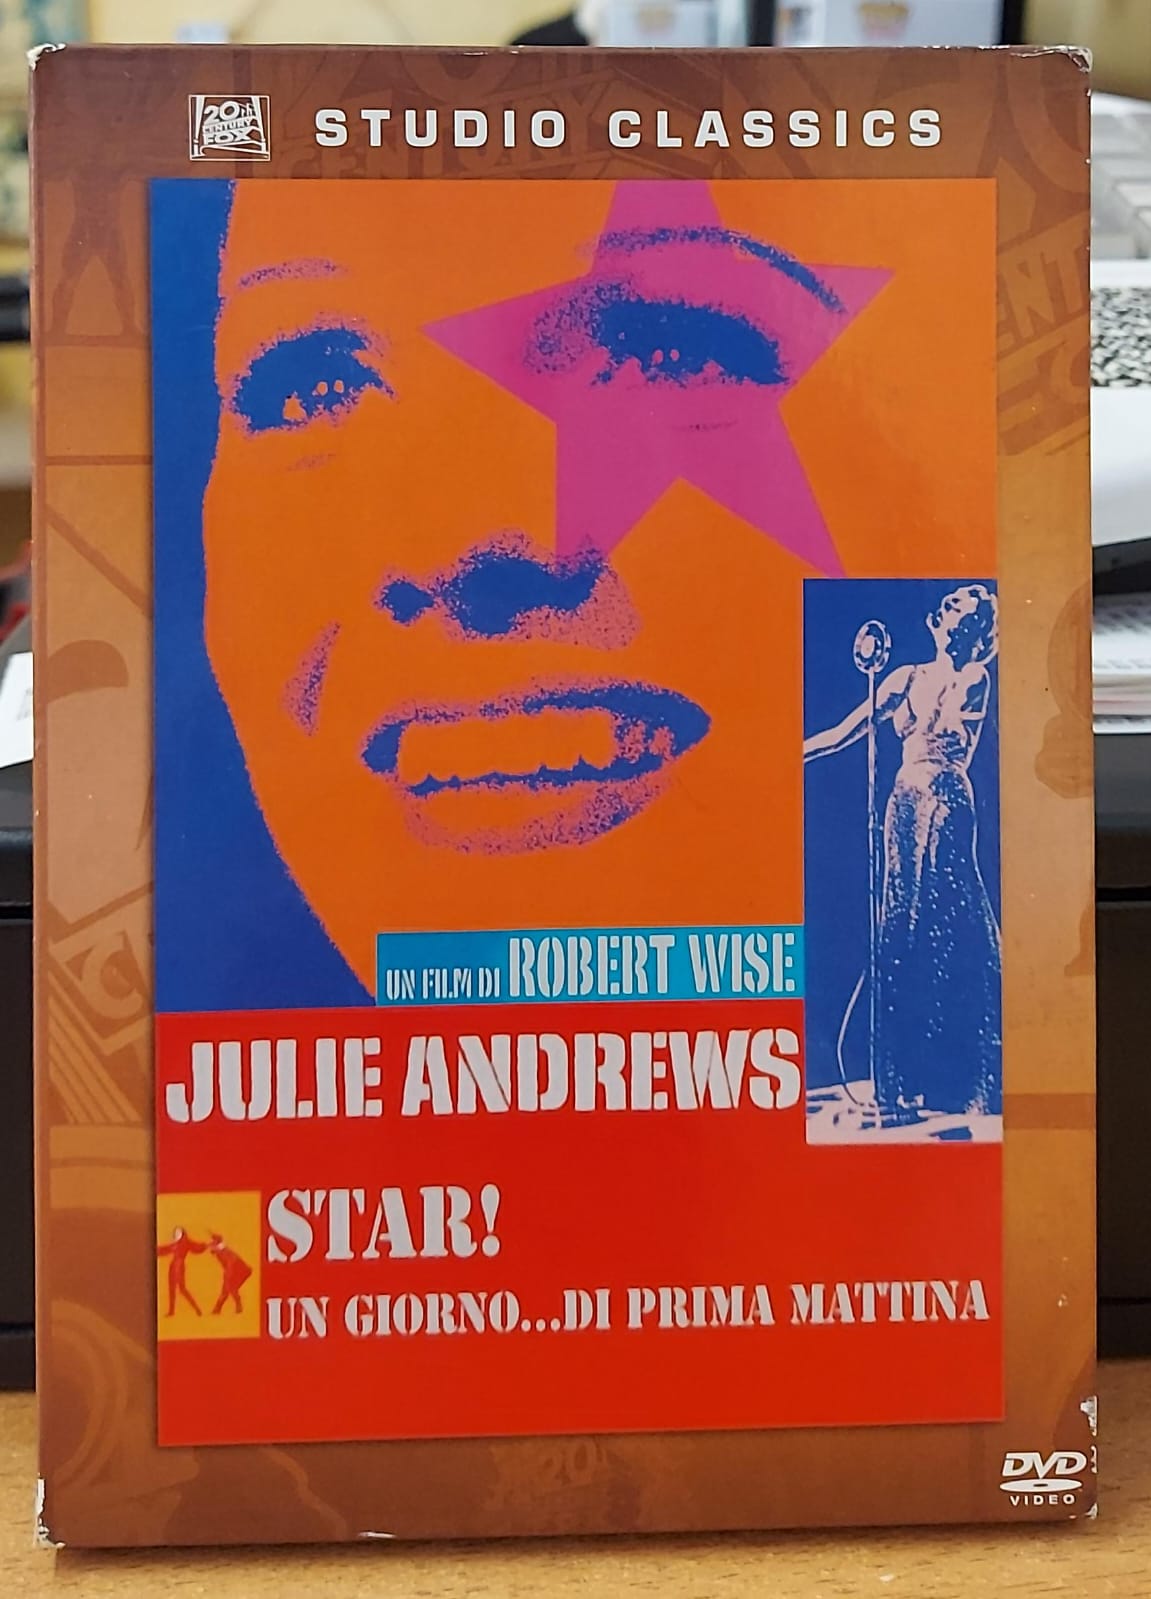 20th
CENTURY
FOX
STUDIO CLASSICS
UN FILM DI ROBERT WISE
JULIE ANDREWS
STAR!
UN GIORNO...DI PRIMA MATTINA
DVD
VIDEO